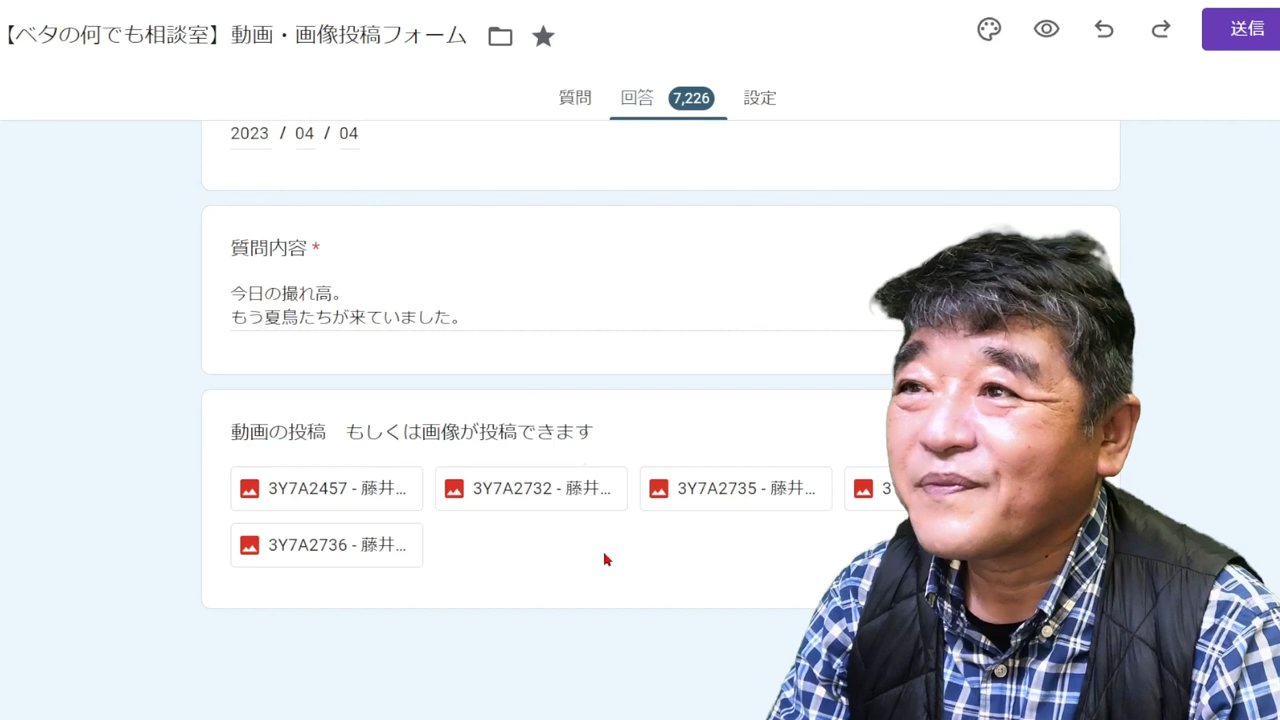 【ベタの何でも相談室】動画・画像投稿フォーム
送信
質問 回答 7,226 設定
2023 / 04 / 04
質問内容 *
今日の撮れ高。
もう夏鳥たちが来ていました。
動画の投稿　もしくは画像が投稿できます
3Y7A2457 - 藤井... 3Y7A2732 - 藤井... 3Y7A2735 - 藤井... 3
3Y7A2736 - 藤井...